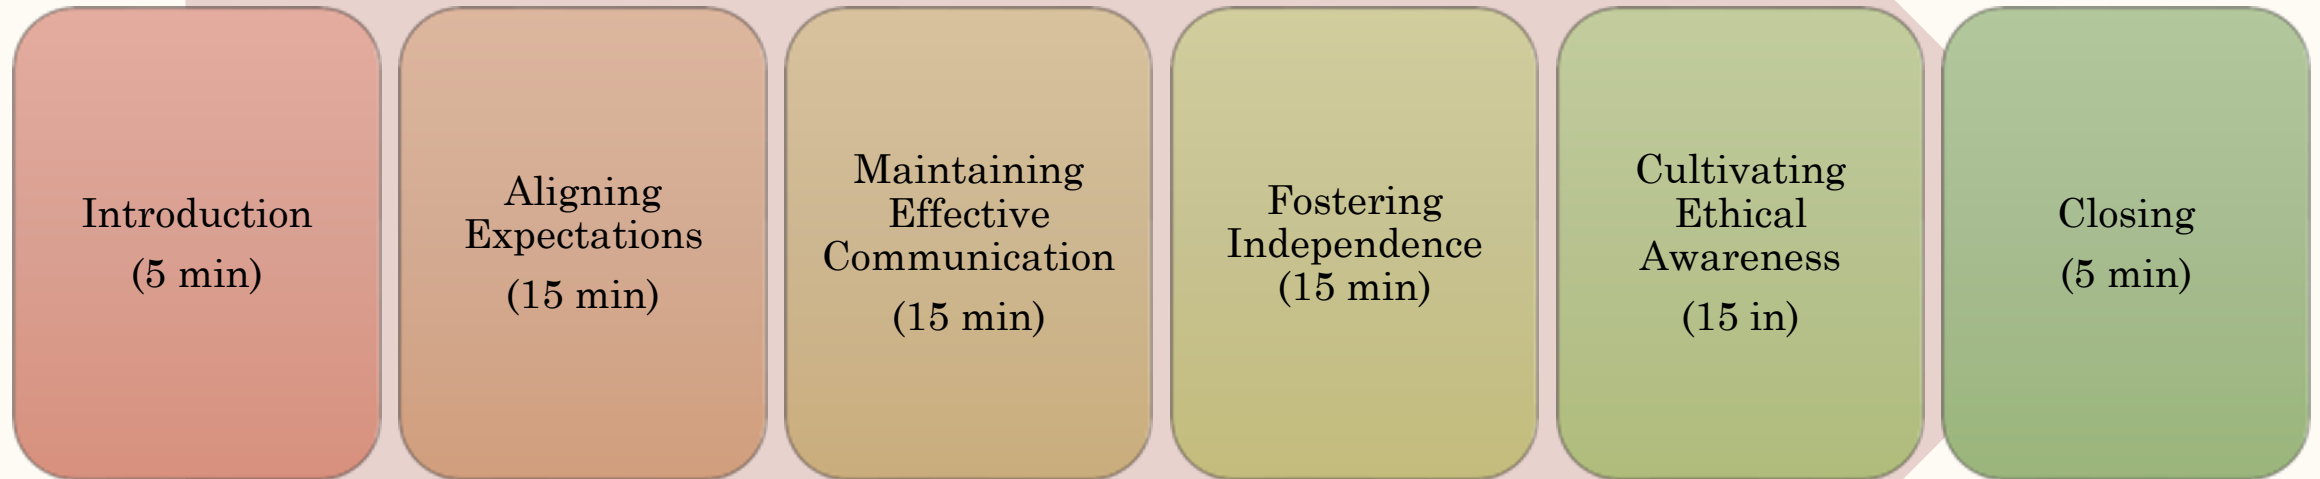 Introduction
(5 min)
Aligning
Expectations
(15 min)
Maintaining
Effective
Communication
(15 min)
Fostering
Independence
(15 min)
Cultivating
Ethical
Awareness
(15 in)
Closing
(5 min)